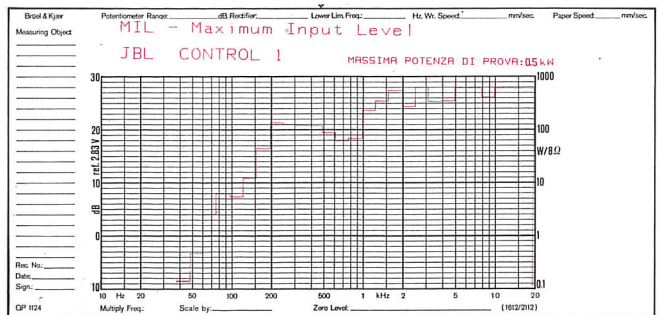 Brüel & Kjær Potentiometer Range: dB Rectifier: Lower Lim. Freq.: Hz. Wr. Speed: mm/sec. Paper Speed: mm/sec.
Measuring Object
MIL - Maximum Input Level
JBL CONTROL 1
MASSIMA POTENZA DI PROVA: 0.5 kW
30
20
10
0
10
dB ref. 2.83 V
1000
100
W/8Ω
10
1
0.1
Rec. No.:
Date:
Sign.:
QP 1124
10 Hz 20 50 100 200 500 1 kHz 2 5 10 20
Multiply Freq.: Scale by: Zero Level: (1612/2112)